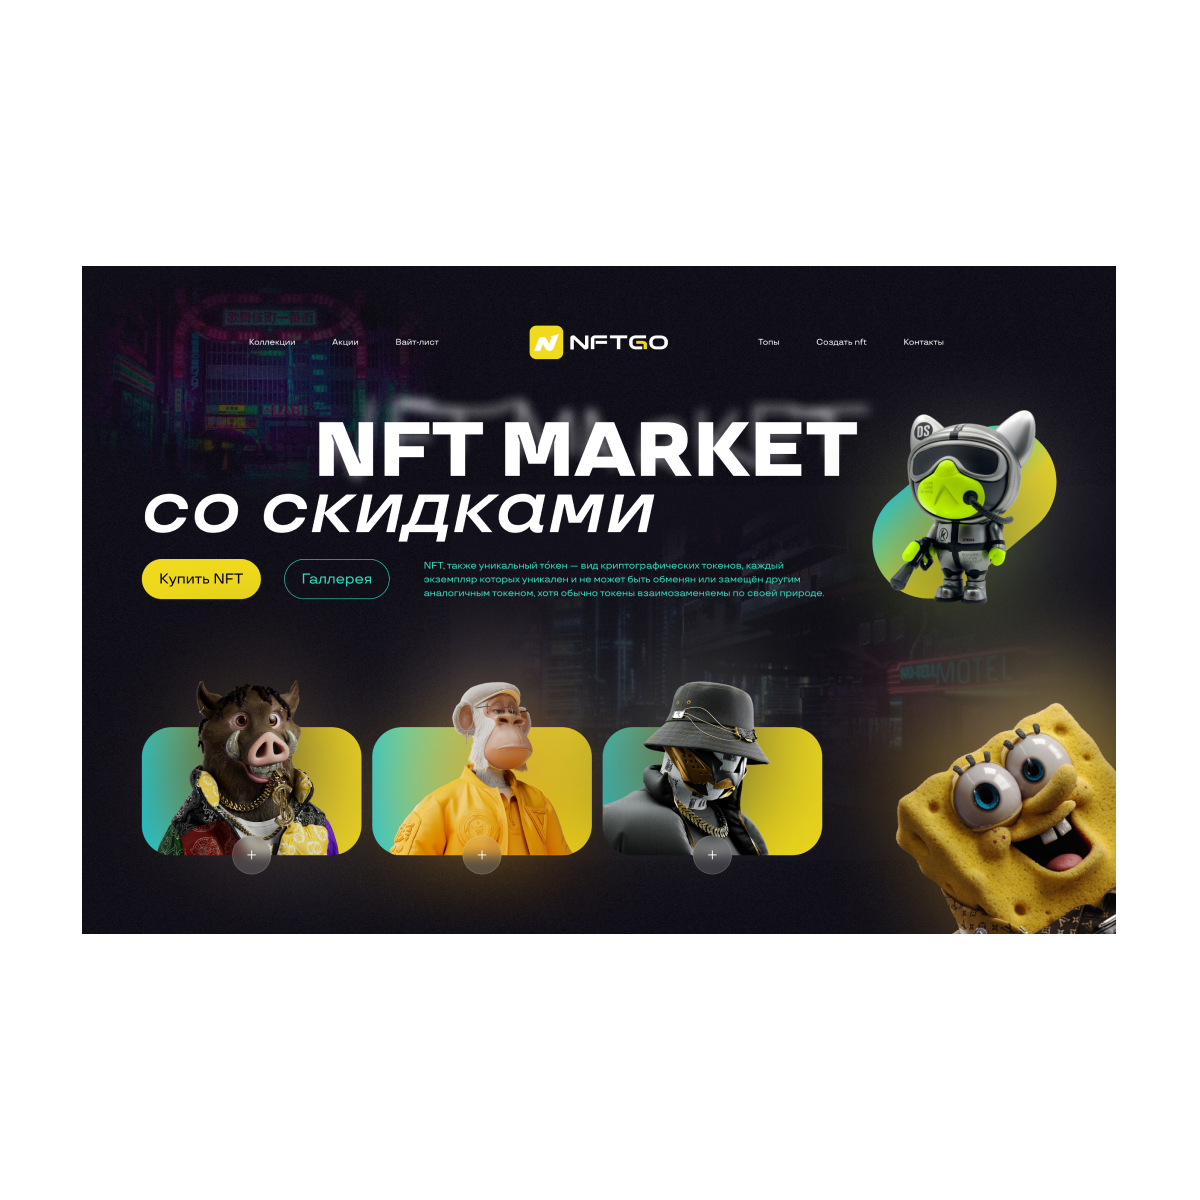 Коллекции
Акции
Вайт-лист
NFTGO
Топы
Создать nft
Контакты
NFT MARKET
со скидками
Купить NFT
Галлерея
NFT, также уникальный то́кен — вид криптографических токенов, каждый
экземпляр которых уникален и не может быть обменян или замещён другим
аналогичным токеном, хотя обычно токены взаимозаменяемы по своей природе.
DS
MOTEL